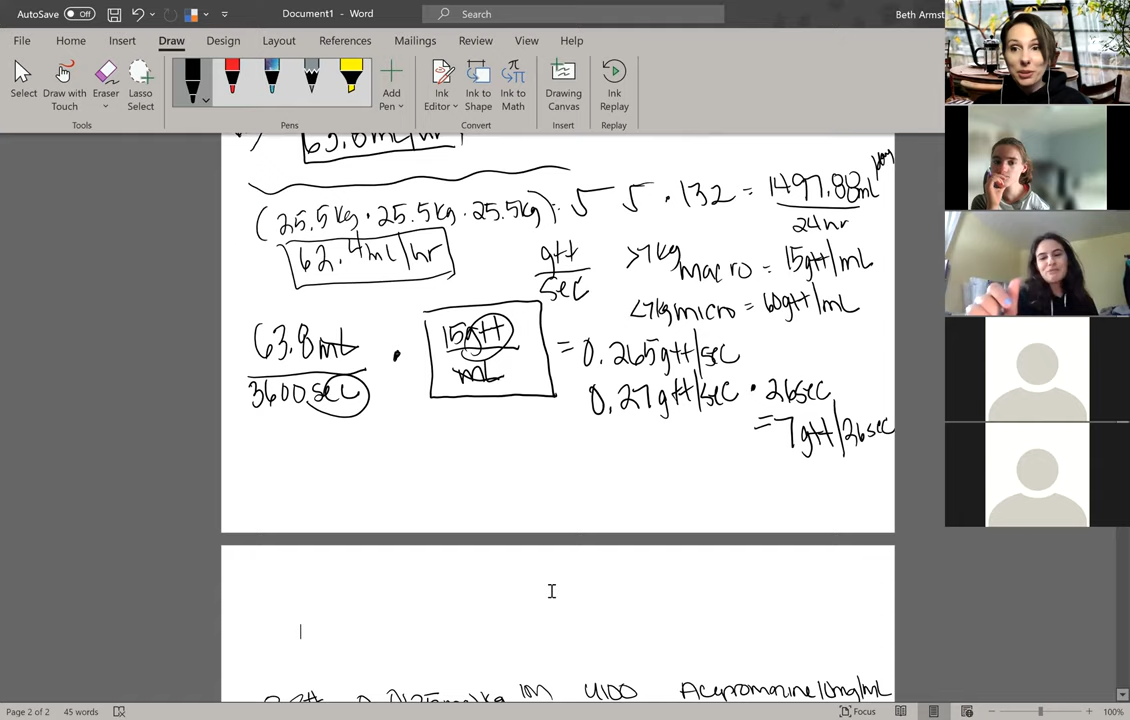 AutoSave Off Document1 - Word Search Beth Armst
File Home Insert Draw Design Layout References Mailings Review View Help
Select Draw with Touch Eraser Lasso Select Add Pen Ink Editor Ink to Shape Ink to Math Drawing Canvas Ink Replay
Tools Pens Convert Insert Replay
63.8ml/hr
(25.5kg · 25.5kg · 25.5kg) · 132 = 1497.88ml
24hr
62.4ml/hr
gtt
sec
>7kg macro = 15gtt/mL
<7kg micro = 60gtt/mL
63.8mL · 15gtt = 0.265gtt/sec
3600sec mL
0.27gtt/sec · 26sec
= 7gtt/26sec
IM U100 Acepromazine 10mg/mL
Page 2 of 2 45 words Focus 100%